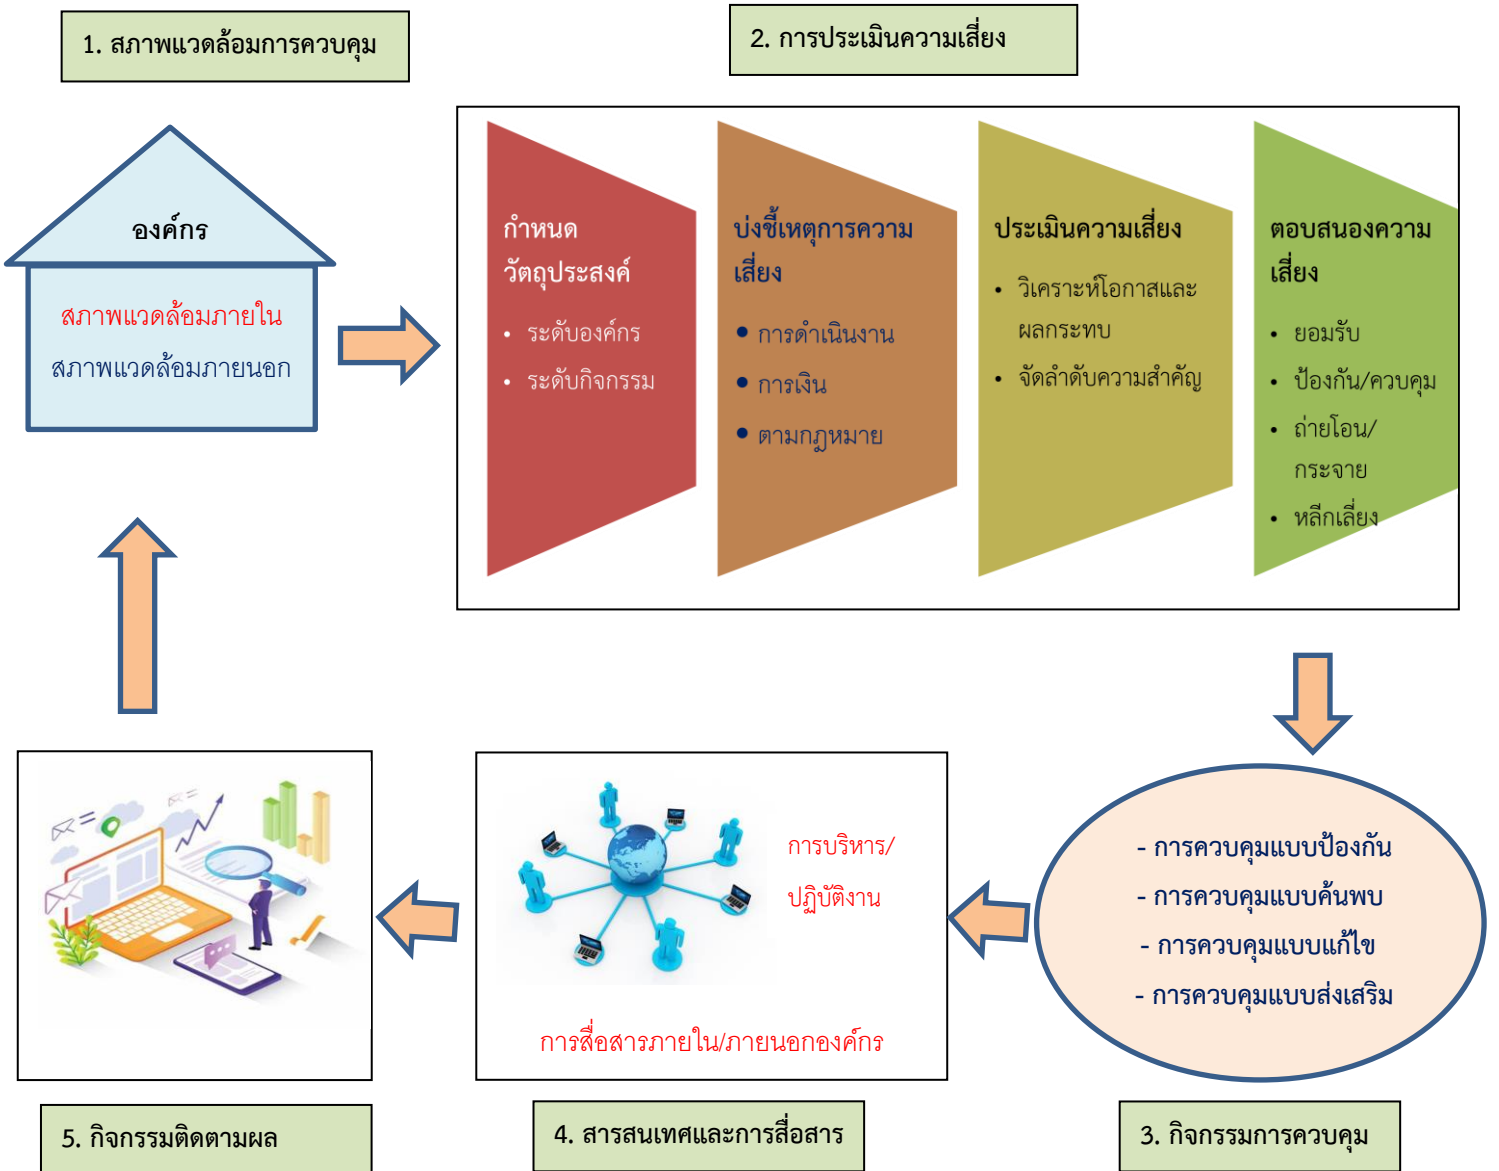 1. สภาพแวดล้อมการควบคุม
2. การประเมินความเสี่ยง
องค์กร
สภาพแวดล้อมภายใน
สภาพแวดล้อมภายนอก
กำหนด
วัตถุประสงค์
• ระดับองค์กร
• ระดับกิจกรรม
บ่งชี้เหตุการความ
เสี่ยง
• การดำเนินงาน
• การเงิน
• ตามกฎหมาย
ประเมินความเสี่ยง
• วิเคราะห์โอกาสและ
ผลกระทบ
• จัดลำดับความสำคัญ
ตอบสนองความ
เสี่ยง
• ยอมรับ
• ป้องกัน/ควบคุม
• ถ่ายโอน/
กระจาย
• หลีกเลี่ยง
- การควบคุมแบบป้องกัน
- การควบคุมแบบค้นพบ
- การควบคุมแบบแก้ไข
- การควบคุมแบบส่งเสริม
3. กิจกรรมการควบคุม
การบริหาร/
ปฏิบัติงาน
การสื่อสารภายใน/ภายนอกองค์กร
4. สารสนเทศและการสื่อสาร
5. กิจกรรมติดตามผล